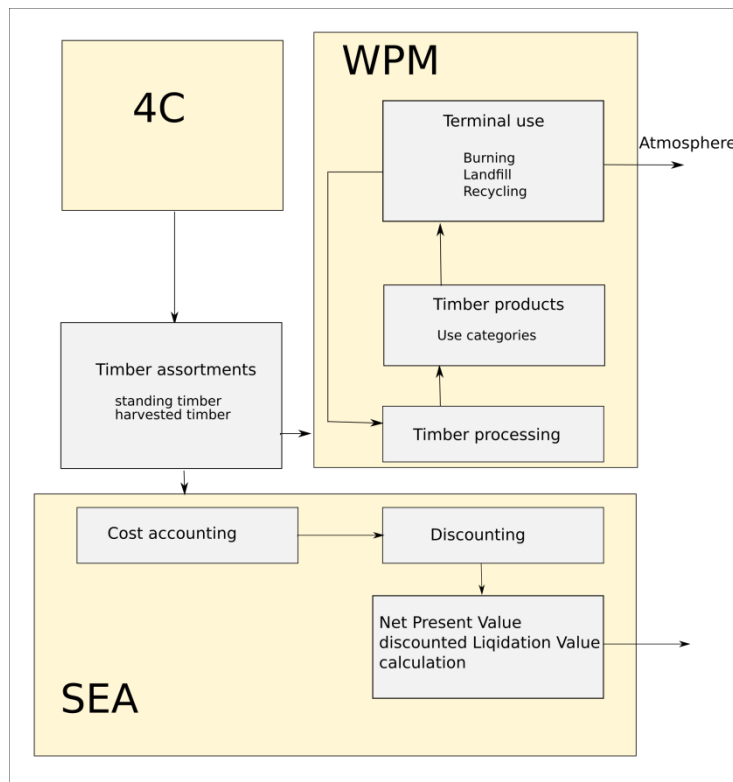 4C
WPM
Terminal use
Burning
Landfill
Recycling
Atmosphere
Timber products
Use categories
Timber processing
Timber assortments
standing timber
harvested timber
Cost accounting
Discounting
Net Present Value
discounted Liqidation Value
calculation
SEA